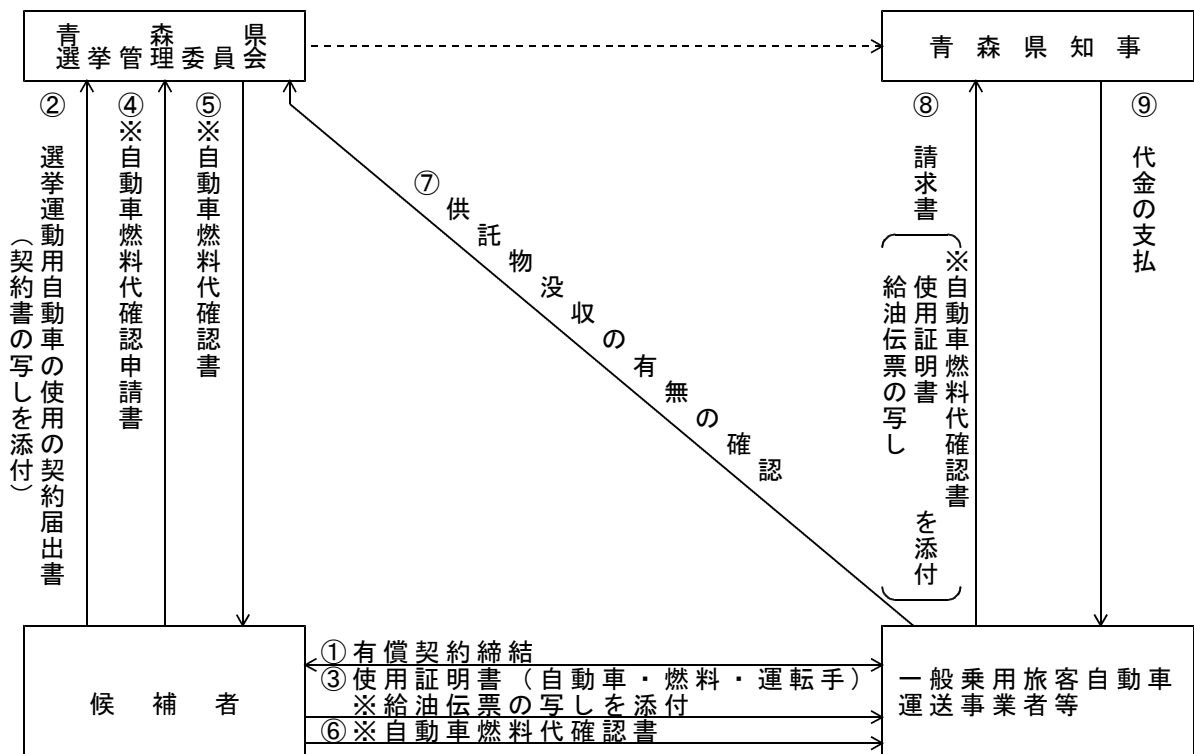 青森県
選挙管理委員会
青森県知事
② 選挙運動用自動車の使用の契約届出書
（契約書の写しを添付）
④※自動車燃料代確認申請書
⑤※自動車燃料代確認書
⑦供託物没収の有無の確認
⑧ 請求書
※自動車燃料代確認書
使用証明書
給油伝票の写し
を添付
⑨ 代金の支払
候補者
①有償契約締結
③使用証明書（自動車・燃料・運転手）
※給油伝票の写しを添付
⑥※自動車燃料代確認書
一般乗用旅客自動車
運送事業者等